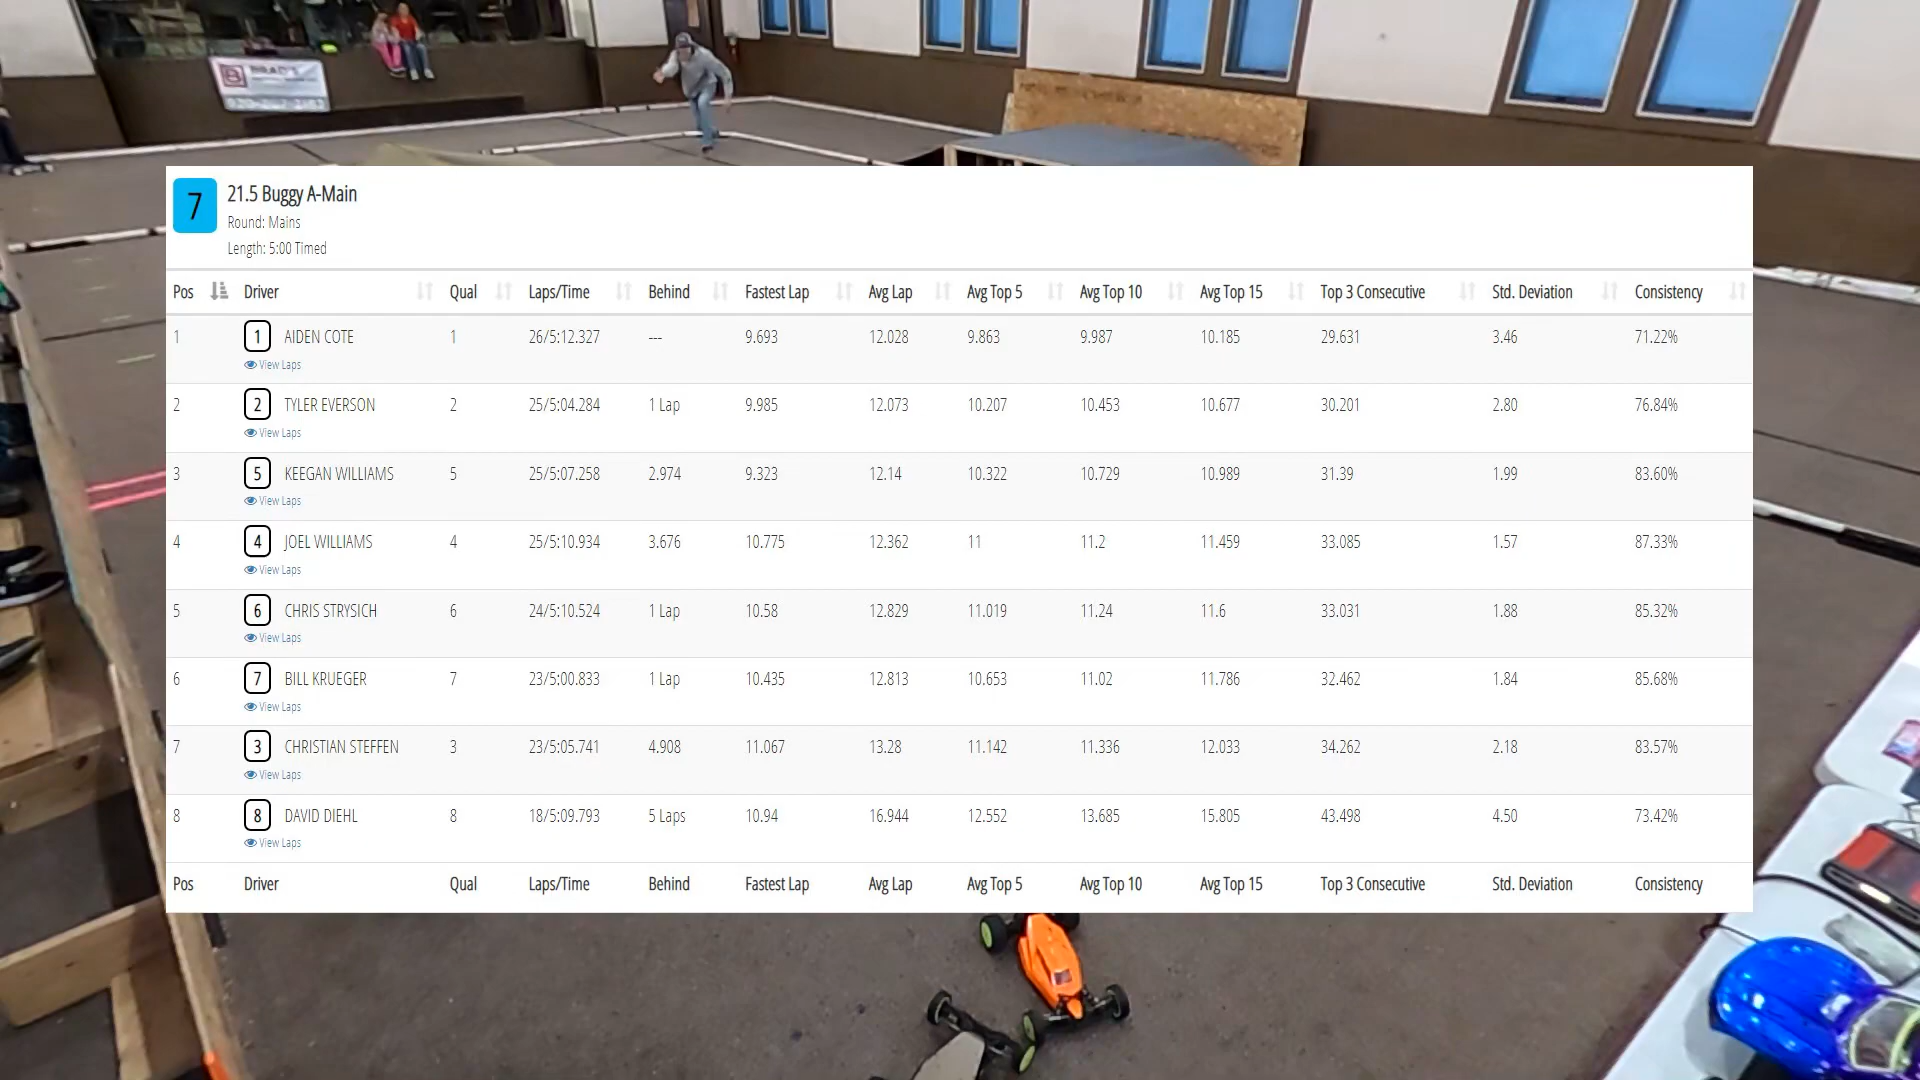 BRAD'S
7
21.5 Buggy A-Main
Round: Mains
Length: 5:00 Timed
Pos Driver Qual Laps/Time Behind Fastest Lap Avg Lap Avg Top 5 Avg Top 10 Avg Top 15 Top 3 Consecutive Std. Deviation Consistency
1 1 AIDEN COTE 1 26/5:12.327 --- 9.693 12.028 9.863 9.987 10.185 29.631 3.46 71.22%
View Laps
2 2 TYLER EVERSON 2 25/5:04.284 1 Lap 9.985 12.073 10.207 10.453 10.677 30.201 2.80 76.84%
View Laps
3 5 KEEGAN WILLIAMS 5 25/5:07.258 2.974 9.323 12.14 10.322 10.729 10.989 31.39 1.99 83.60%
View Laps
4 4 JOEL WILLIAMS 4 25/5:10.934 3.676 10.775 12.362 11 11.2 11.459 33.085 1.57 87.33%
View Laps
5 6 CHRIS STRYSICH 6 24/5:10.524 1 Lap 10.58 12.829 11.019 11.24 11.6 33.031 1.88 85.32%
View Laps
6 7 BILL KRUEGER 7 23/5:00.833 1 Lap 10.435 12.813 10.653 11.02 11.786 32.462 1.84 85.68%
View Laps
7 3 CHRISTIAN STEFFEN 3 23/5:05.741 4.908 11.067 13.28 11.142 11.336 12.033 34.262 2.18 83.57%
View Laps
8 8 DAVID DIEHL 8 18/5:09.793 5 Laps 10.94 16.944 12.552 13.685 15.805 43.498 4.50 73.42%
View Laps
Pos Driver Qual Laps/Time Behind Fastest Lap Avg Lap Avg Top 5 Avg Top 10 Avg Top 15 Top 3 Consecutive Std. Deviation Consistency